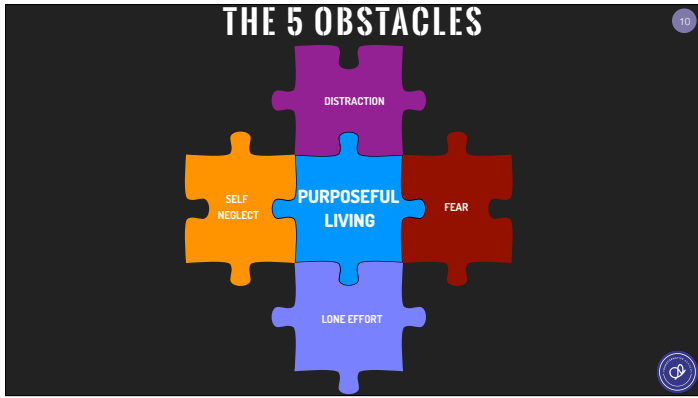 THE 5 OBSTACLES
10
DISTRACTION
SELF
NEGLECT
PURPOSEFUL
LIVING
FEAR
LONE EFFORT